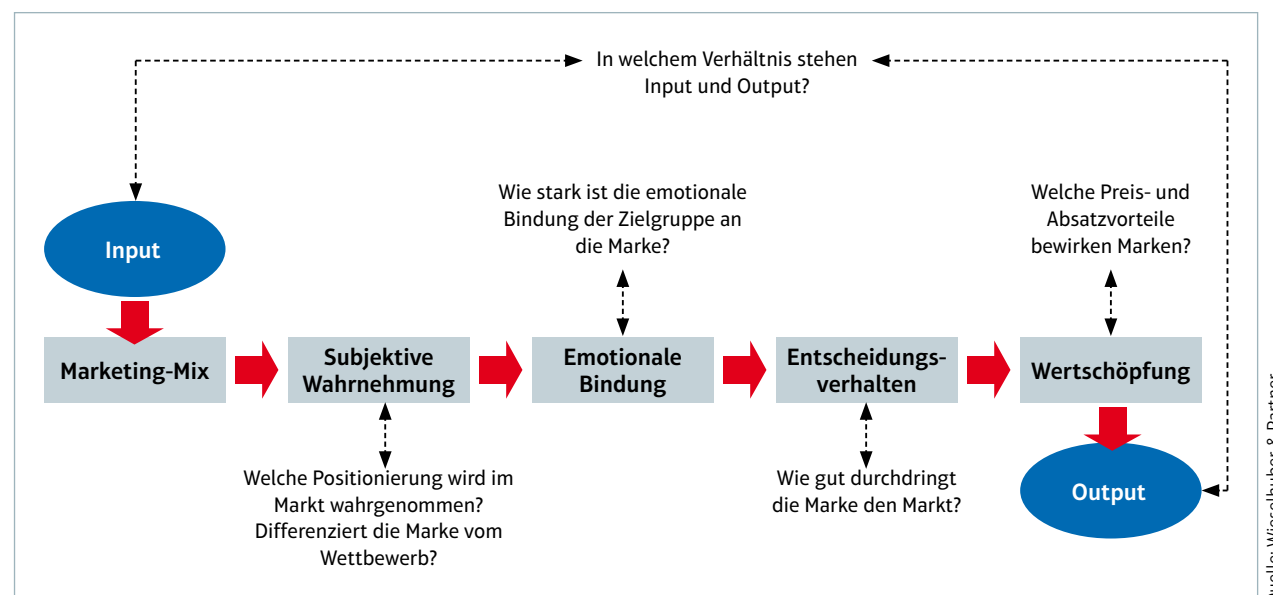 In welchem Verhältnis stehen
Input und Output?
Wie stark ist die emotionale
Bindung der Zielgruppe an
die Marke?
Welche Preis- und
Absatzvorteile
bewirken Marken?
Input
Marketing-Mix
Subjektive
Wahrnehmung
Emotionale
Bindung
Entscheidungs-
verhalten
Wertschöpfung
Welche Positionierung wird im
Markt wahrgenommen?
Differenziert die Marke vom
Wettbewerb?
Wie gut durchdringt
die Marke den Markt?
Output
Wieselhuber & Partner